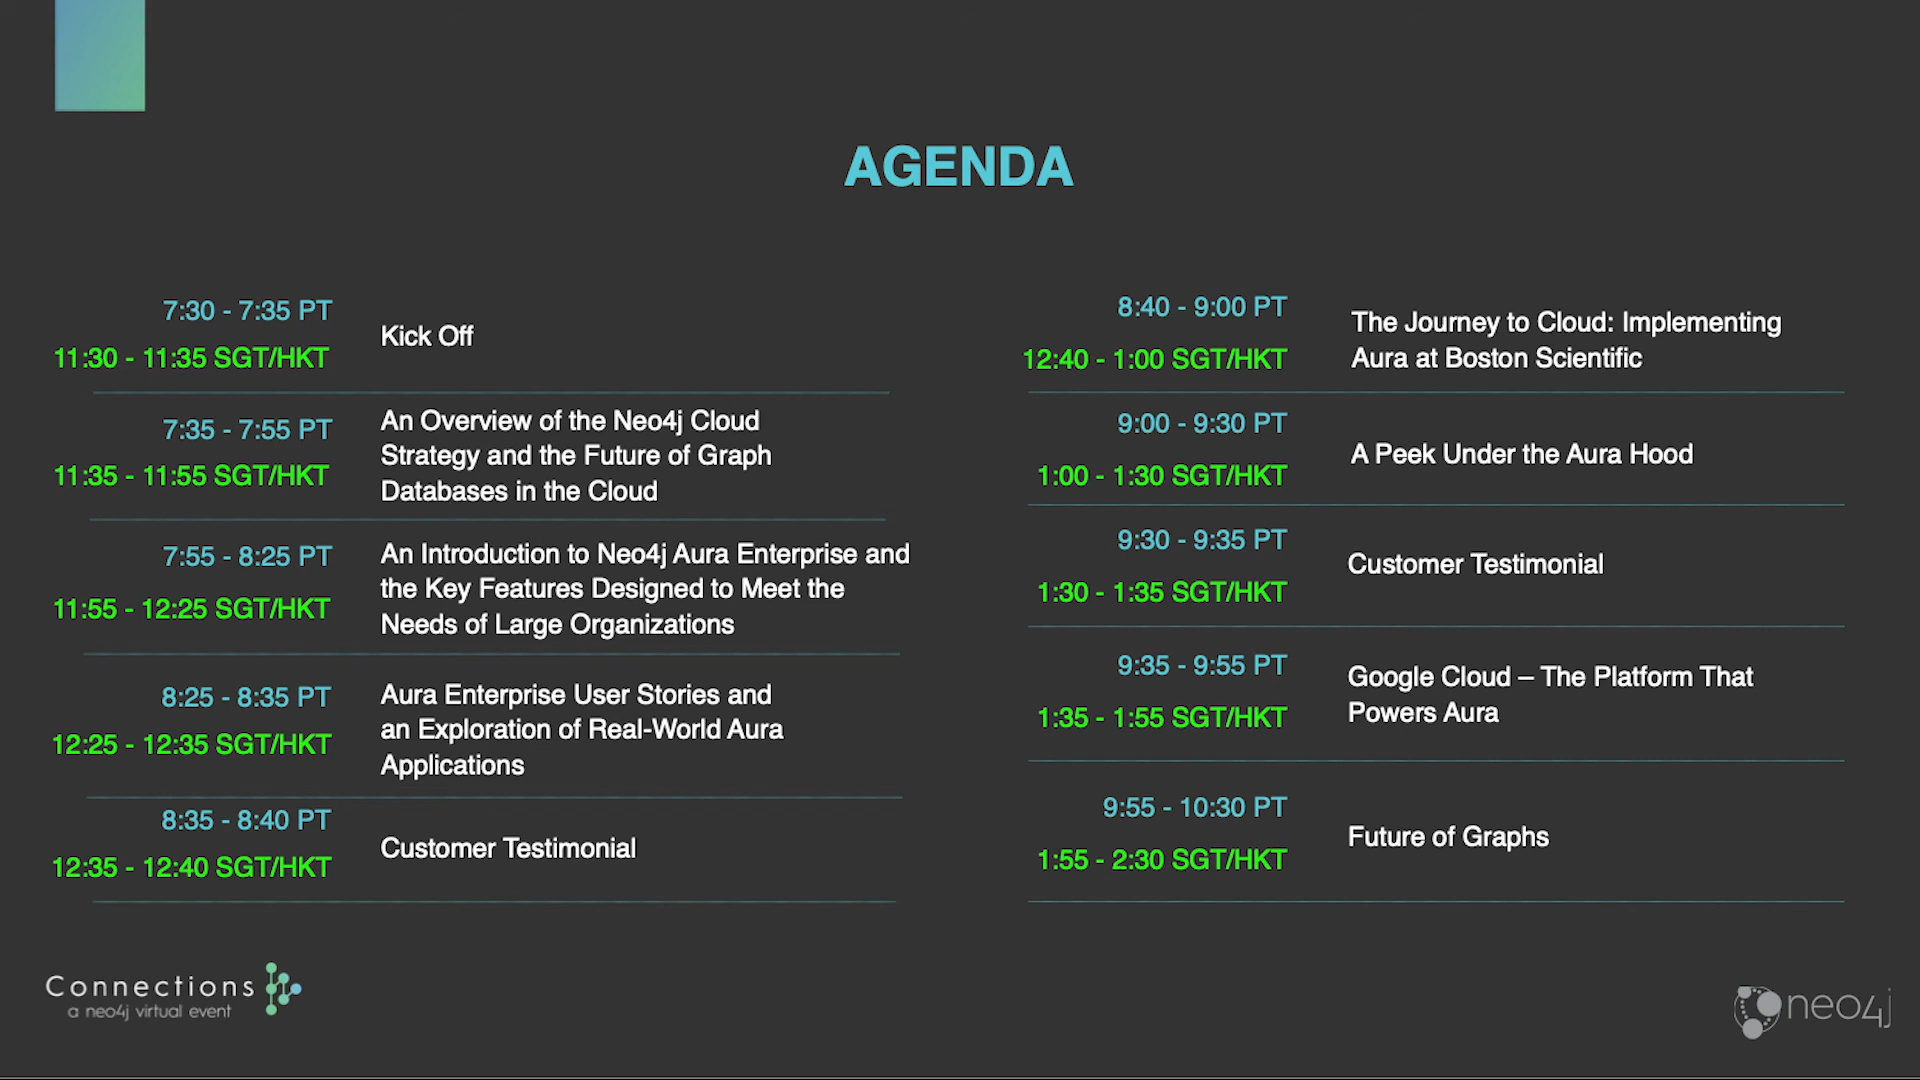 AGENDA
7:30 - 7:35 PT
11:30 - 11:35 SGT/HKT
Kick Off
7:35 - 7:55 PT
11:35 - 11:55 SGT/HKT
An Overview of the Neo4j Cloud
Strategy and the Future of Graph
Databases in the Cloud
7:55 - 8:25 PT
11:55 - 12:25 SGT/HKT
An Introduction to Neo4j Aura Enterprise and
the Key Features Designed to Meet the
Needs of Large Organizations
8:25 - 8:35 PT
12:25 - 12:35 SGT/HKT
Aura Enterprise User Stories and
an Exploration of Real-World Aura
Applications
8:35 - 8:40 PT
12:35 - 12:40 SGT/HKT
Customer Testimonial
8:40 - 9:00 PT
12:40 - 1:00 SGT/HKT
The Journey to Cloud: Implementing
Aura at Boston Scientific
9:00 - 9:30 PT
1:00 - 1:30 SGT/HKT
A Peek Under the Aura Hood
9:30 - 9:35 PT
1:30 - 1:35 SGT/HKT
Customer Testimonial
9:35 - 9:55 PT
1:35 - 1:55 SGT/HKT
Google Cloud – The Platform That
Powers Aura
9:55 - 10:30 PT
1:55 - 2:30 SGT/HKT
Future of Graphs
Connections
a neo4j virtual event
neo4j